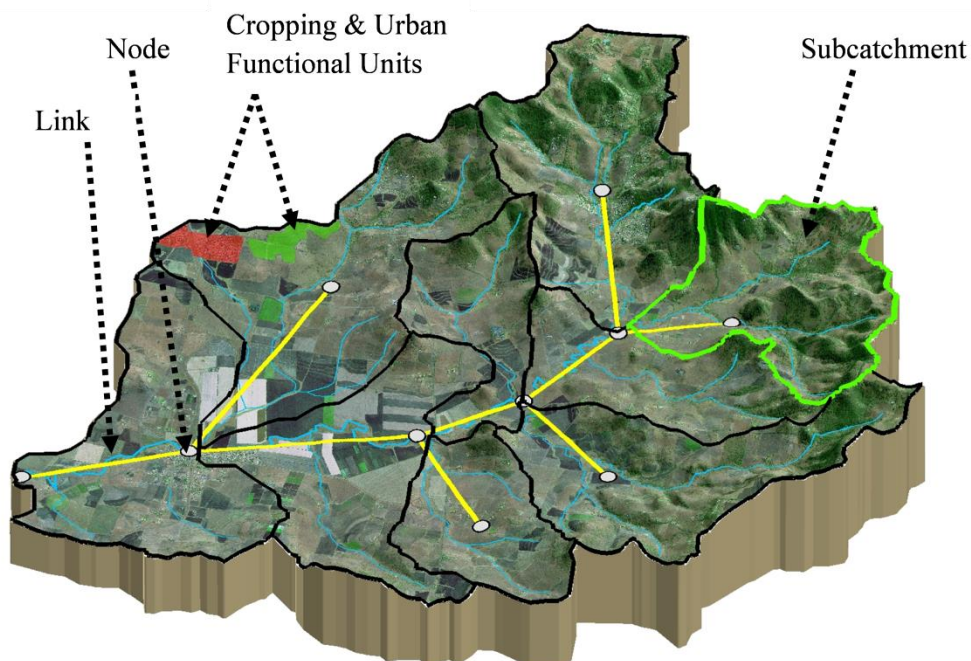 Cropping & Urban
Functional Units
Node
Subcatchment
Link